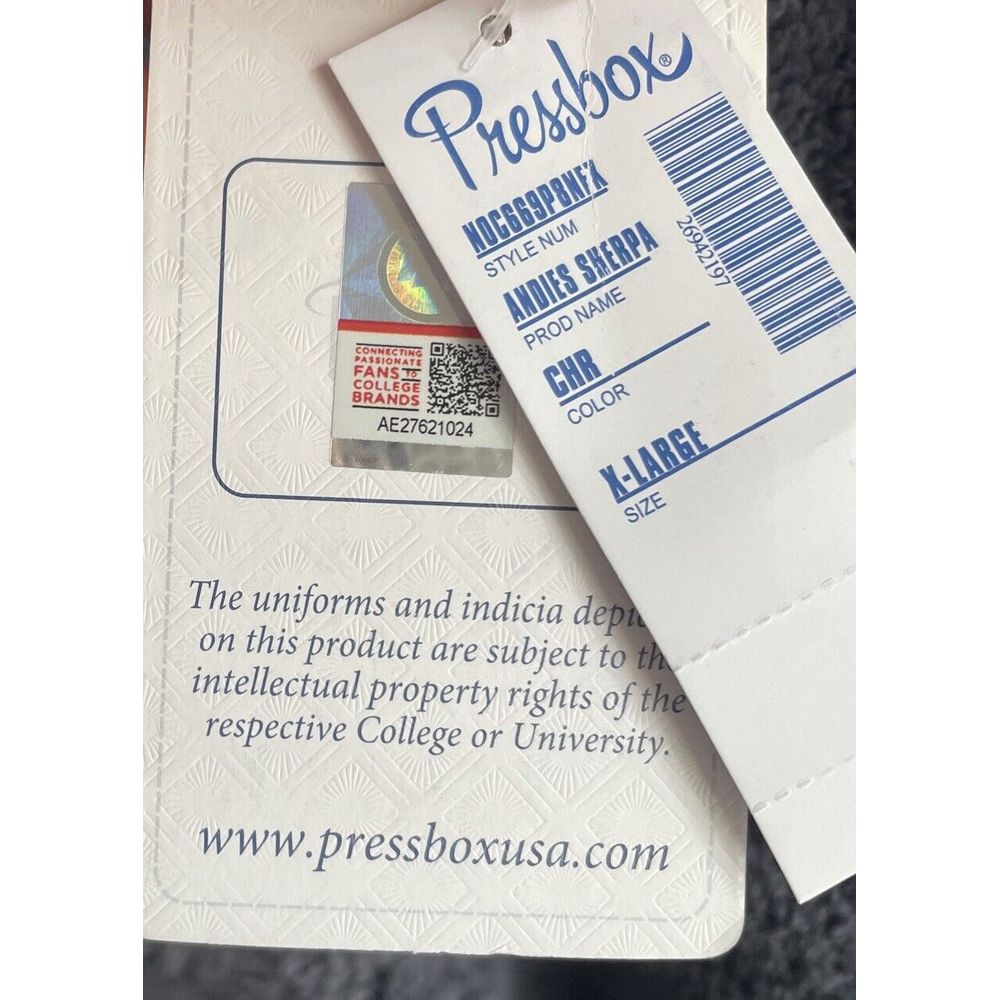 Pressbox®
NOC669P8NFX
STYLE NUM
ANDIES SHERPA
PROD NAME
CHR
COLOR
X-LARGE
SIZE
26942197
CONNECTING
PASSIONATE
FANS TO
COLLEGE
BRANDS
AE27621024
The uniforms and indicia
on this product are subject to
intellectual property rights of the
respective College or University.
www.pressboxusa.com